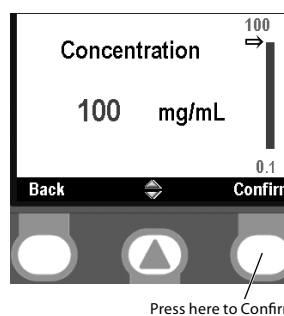 100
Concentration
100 mg/mL
0.1
Back Confirm
Press here to Confirm